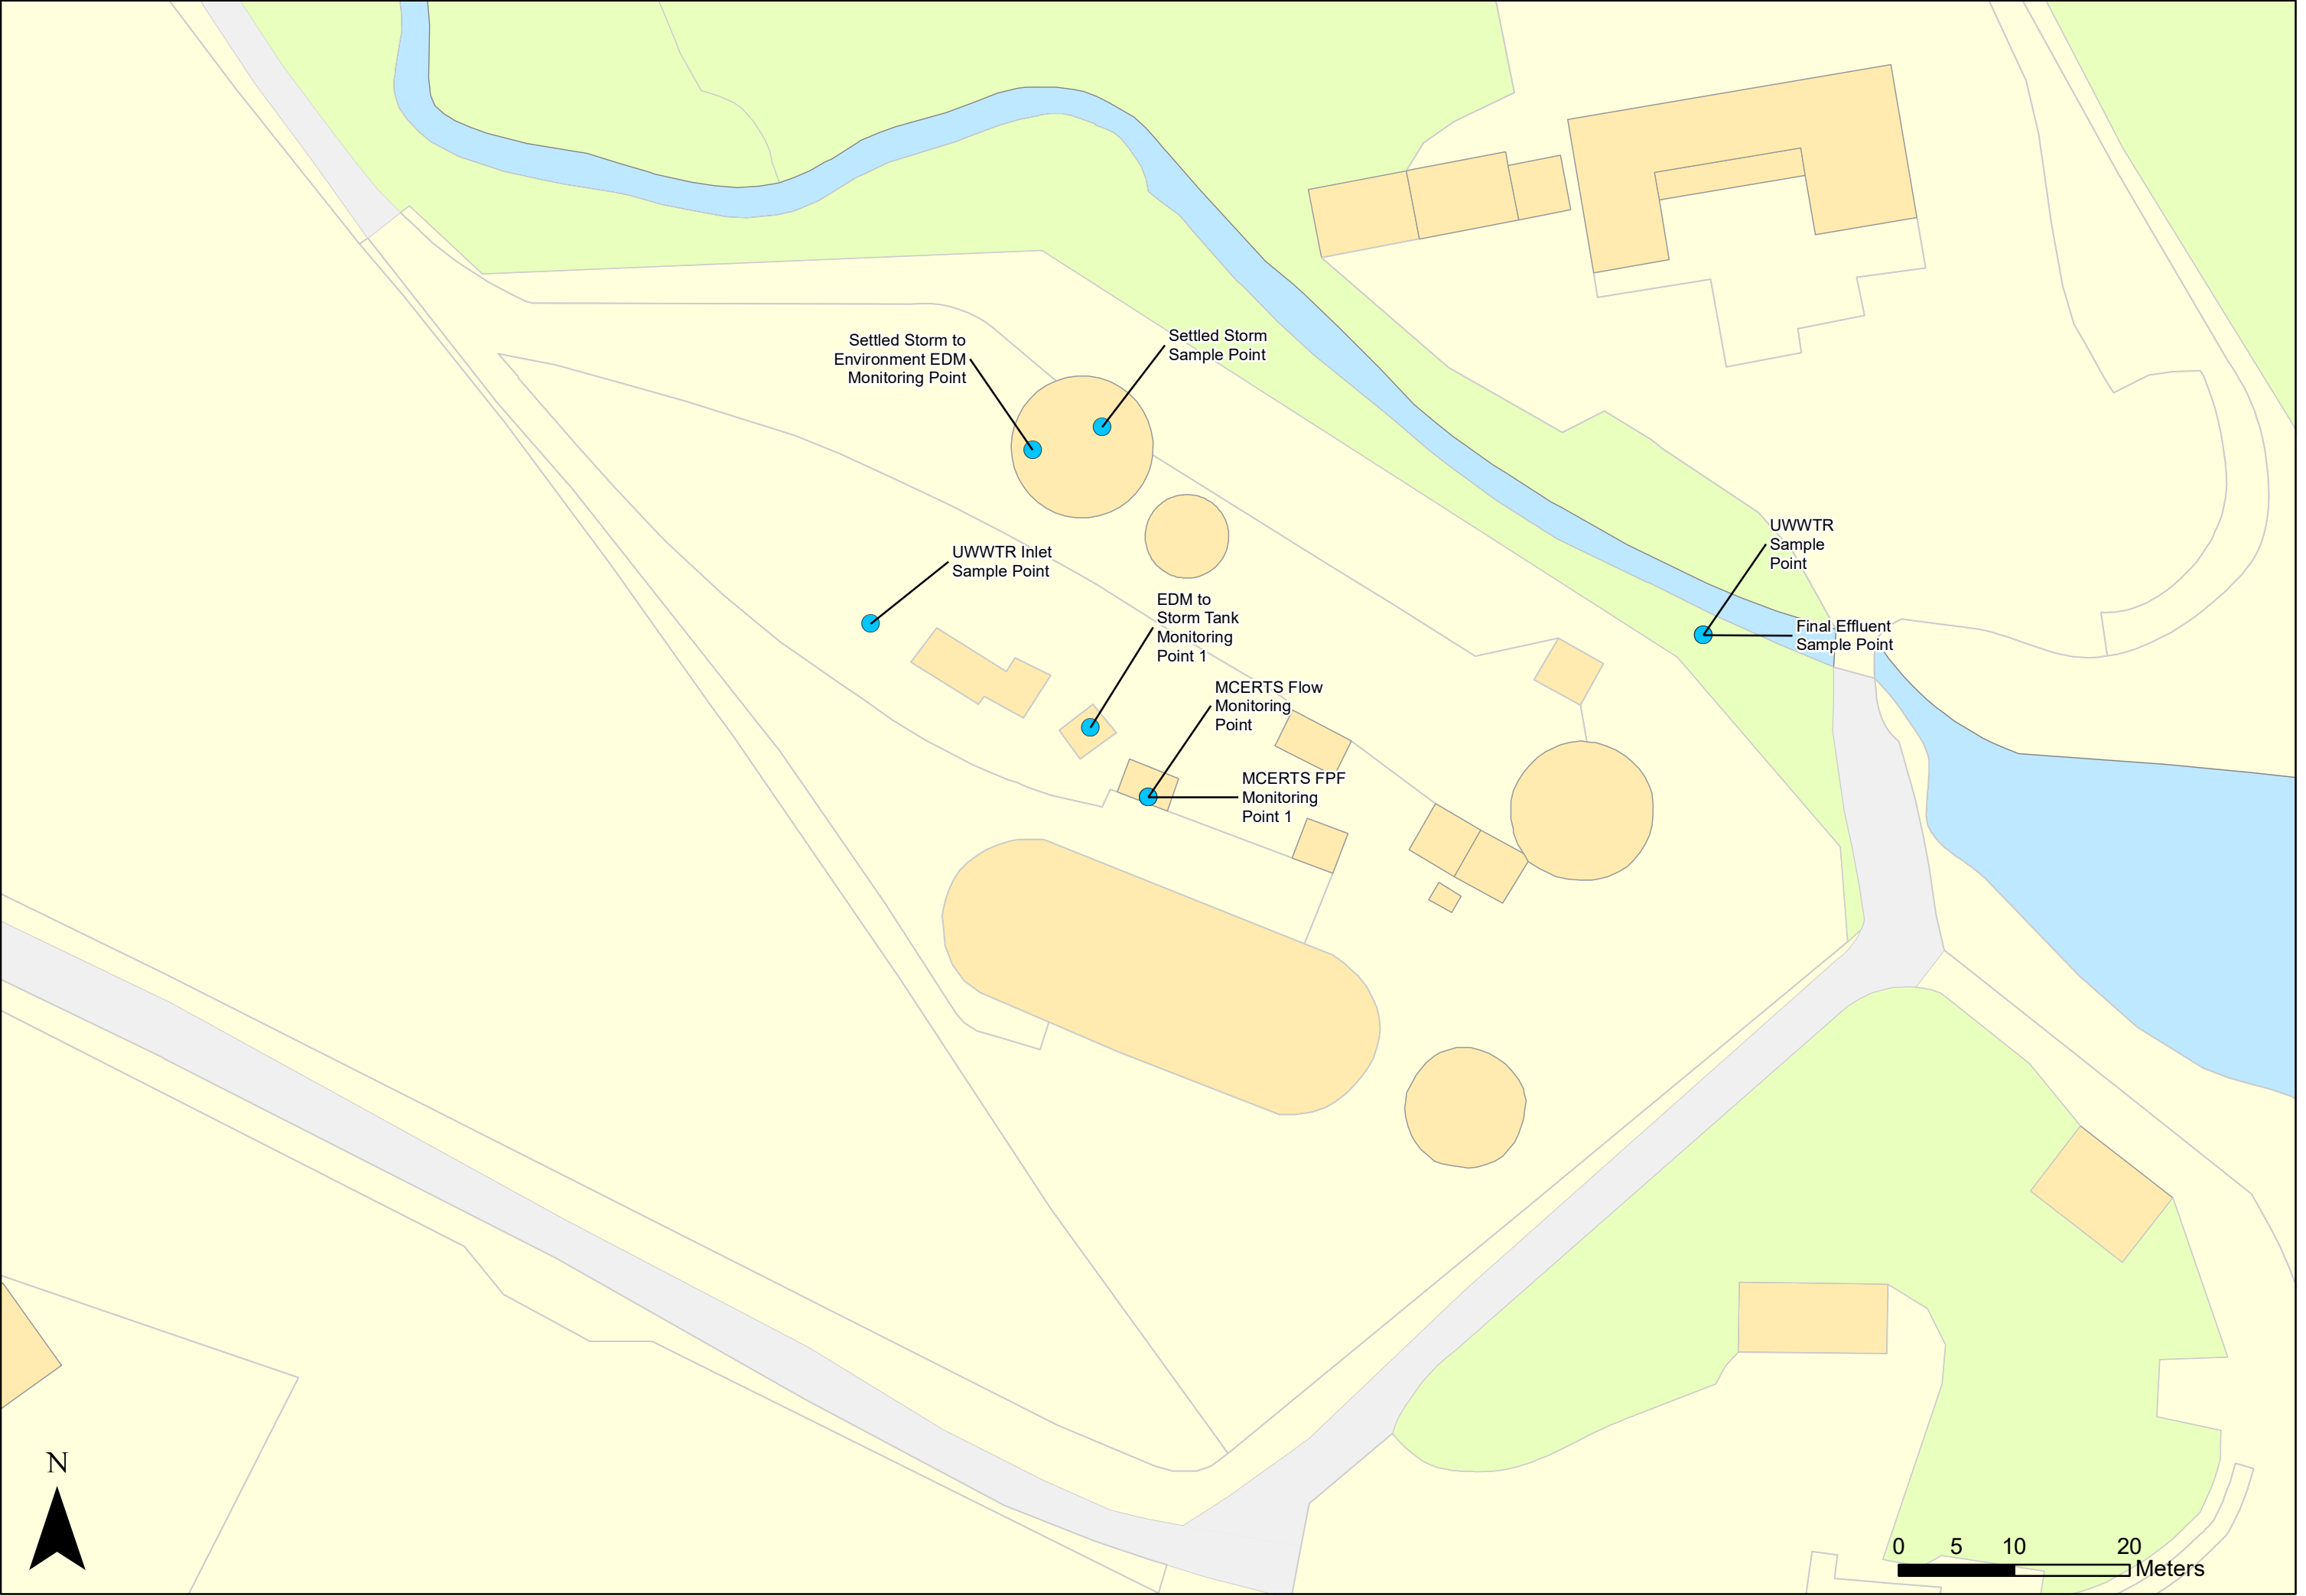 Settled Storm to
Environment EDM
Monitoring Point
Settled Storm
Sample Point
UWWTR
Sample
Point
UWWTR Inlet
Sample Point
EDM to
Storm Tank
Monitoring
Point 1
Final Effluent
Sample Point
MCERTS Flow
Monitoring
Point
MCERTS FPF
Monitoring
Point 1
N
0 5 10 20
Meters